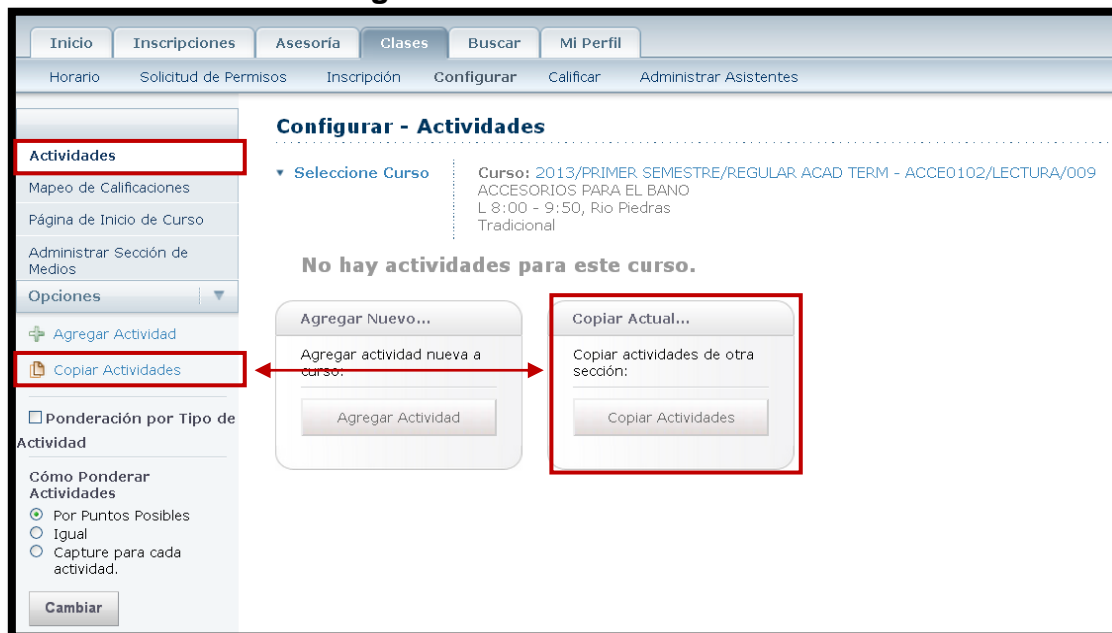 Inicio Inscripciones Asesoría Clases Buscar Mi Perfil
Horario Solicitud de Permisos Inscripción Configurar Calificar Administrar Asistentes
Actividades
Mapeo de Calificaciones
Página de Inicio de Curso
Administrar Sección de
Medios
Opciones
Agregar Actividad
Copiar Actividades
Ponderación por Tipo de
Actividad
Cómo Ponderar
Actividades
Por Puntos Posibles
Igual
Capture para cada
actividad.
Cambiar
Configurar - Actividades
Seleccione Curso
Curso: 2013/PRIMER SEMESTRE/REGULAR ACAD TERM - ACCE0102/LECTURA/009
ACCESORIOS PARA EL BANO
L 8:00 - 9:50, Rio Piedras
Tradicional
No hay actividades para este curso.
Agregar Nuevo...
Agregar actividad nueva a
curso:
Agregar Actividad
Copiar Actual...
Copiar actividades de otra
sección:
Copiar Actividades